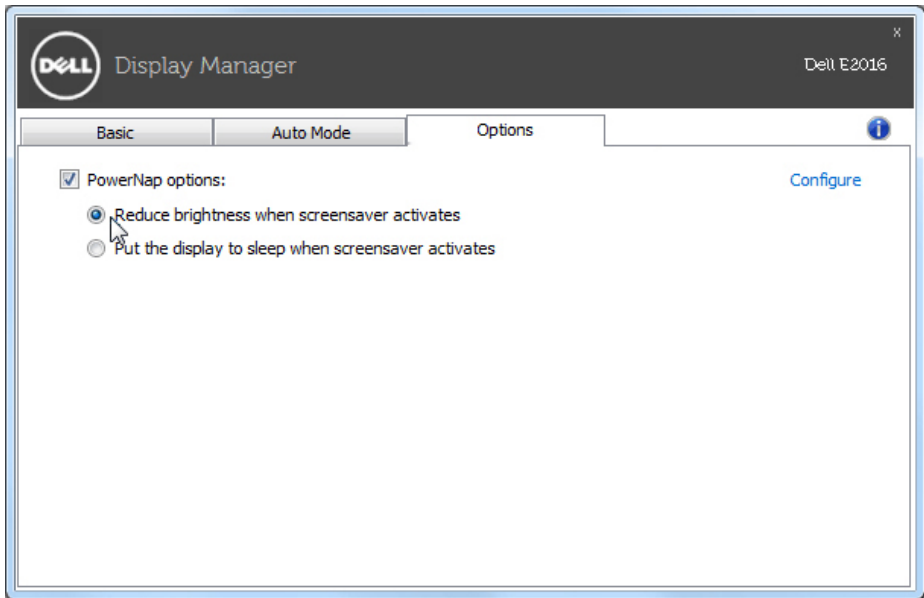 x
DELL
Display Manager
Dell E2016
Basic
Auto Mode
Options
i
PowerNap options:
Configure
Reduce brightness when screensaver activates
Put the display to sleep when screensaver activates